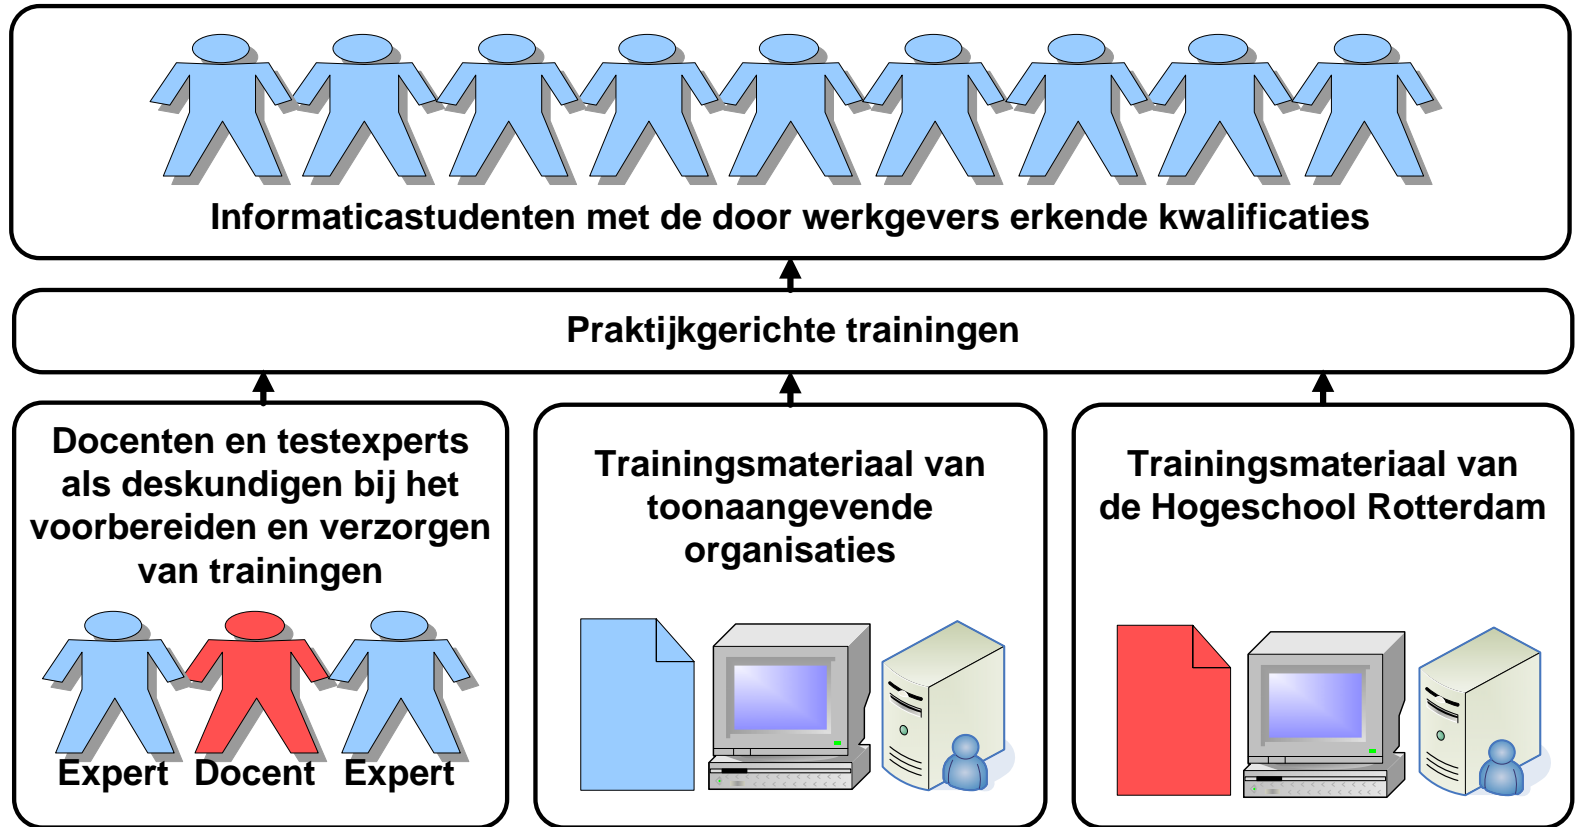 Informaticastudenten met de door werkgevers erkende kwalificaties
Praktijkgerichte trainingen
Docenten en testexperts
als deskundigen bij het
voorbereiden en verzorgen
van trainingen
Expert Docent Expert
Trainingsmateriaal van
toonaangevende
organisaties
Trainingsmateriaal van
de Hogeschool Rotterdam